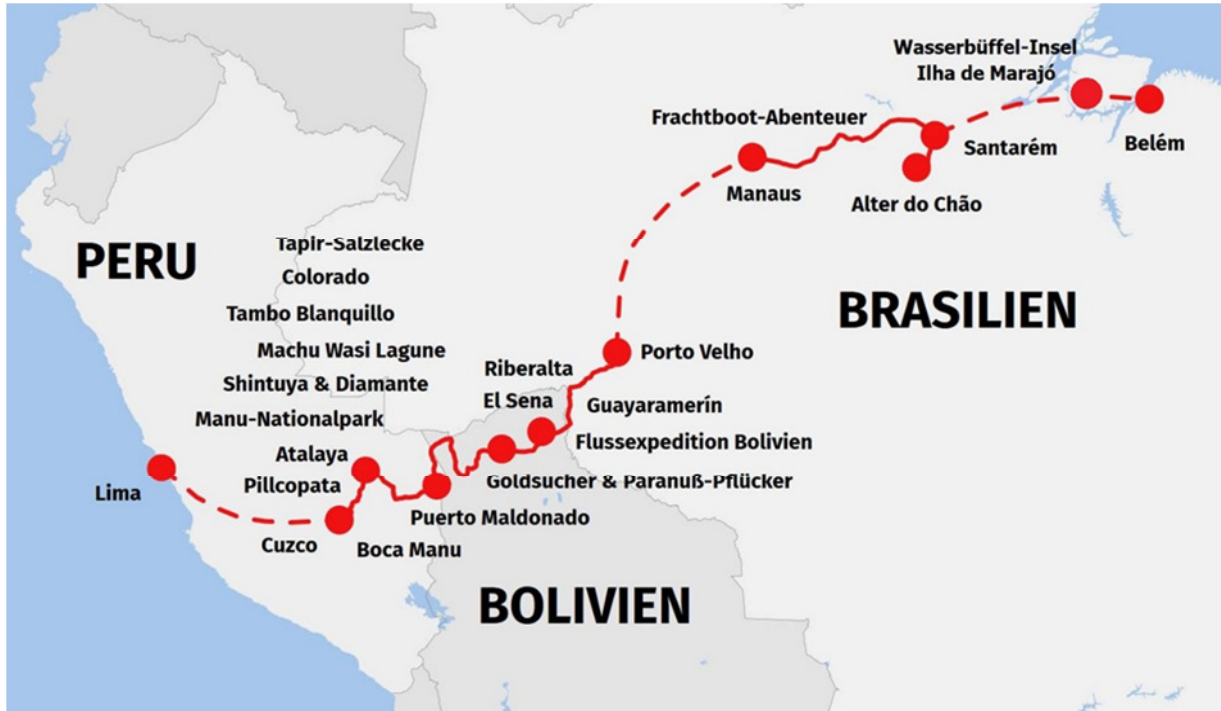 Wasserbüffel-Insel
Ilha de Marajó
Frachtboot-Abenteuer
Santarém
Belém
Manaus
Alter do Chão
PERU
Tapir-Salzlecke
Colorado
BRASILIEN
Tambo Blanquillo
Machu Wasi Lagune
Porto Velho
Riberalta
Shintuya & Diamante
El Sena
Guayaramerín
Manu-Nationalpark
Flussexpedition Bolivien
Atalaya
Pillcopata
Goldsucher & Paranuß-Pflücker
Lima
Puerto Maldonado
Cuzco
Boca Manu
BOLIVIEN